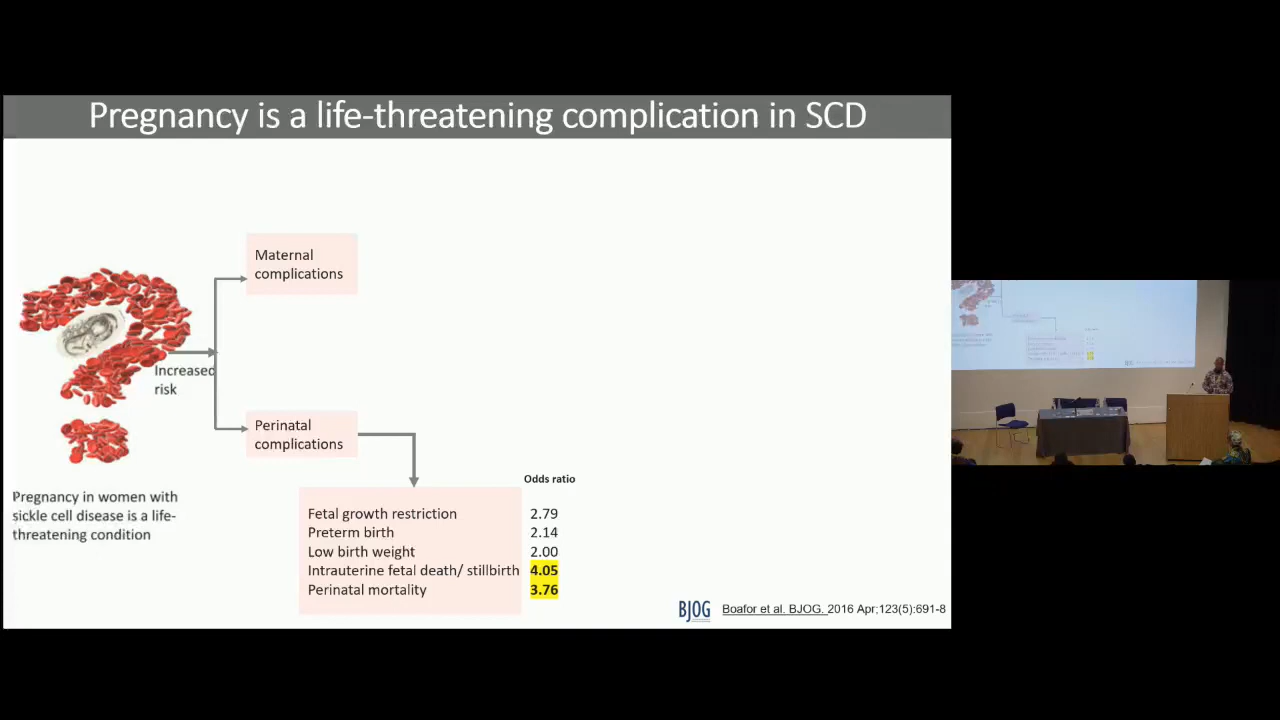 Pregnancy is a life-threatening complication in SCD
Maternal
complications
Increased
risk
Perinatal
complications
Pregnancy in women with
sickle cell disease is a life-
threatening condition
Odds ratio
Fetal growth restriction 2.79
Preterm birth 2.14
Low birth weight 2.00
Intrauterine fetal death/ stillbirth 4.05
Perinatal mortality 3.76
BJOG Boafor et al. BJOG. 2016 Apr;123(5):691-8